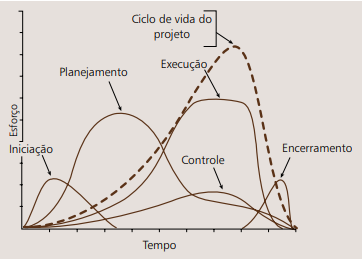 Ciclo de vida do
projeto
Planejamento
Execução
Esforço
Iniciação
Controle
Encerramento
Tempo